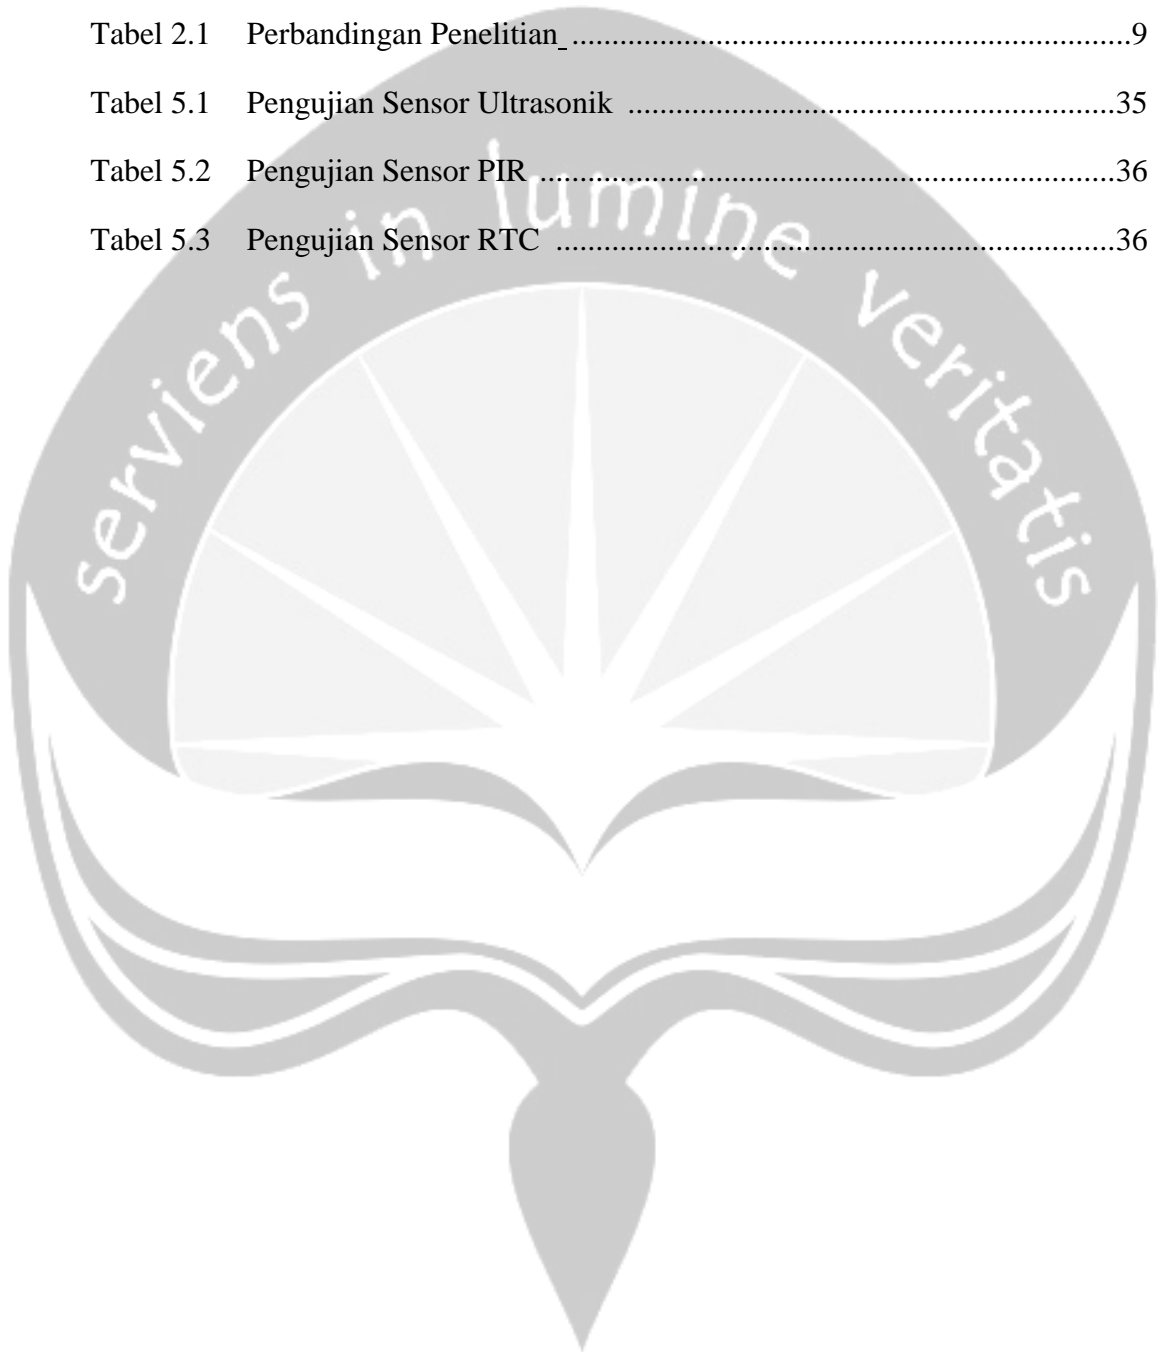 Tabel 2.1 Perbandingan Penelitian ......................................................................9
Tabel 5.1 Pengujian Sensor Ultrasonik .............................................................35
Tabel 5.2 Pengujian Sensor PIR ........................................................................36
Tabel 5.3 Pengujian Sensor RTC ......................................................................36
serviens in lumine veritatis